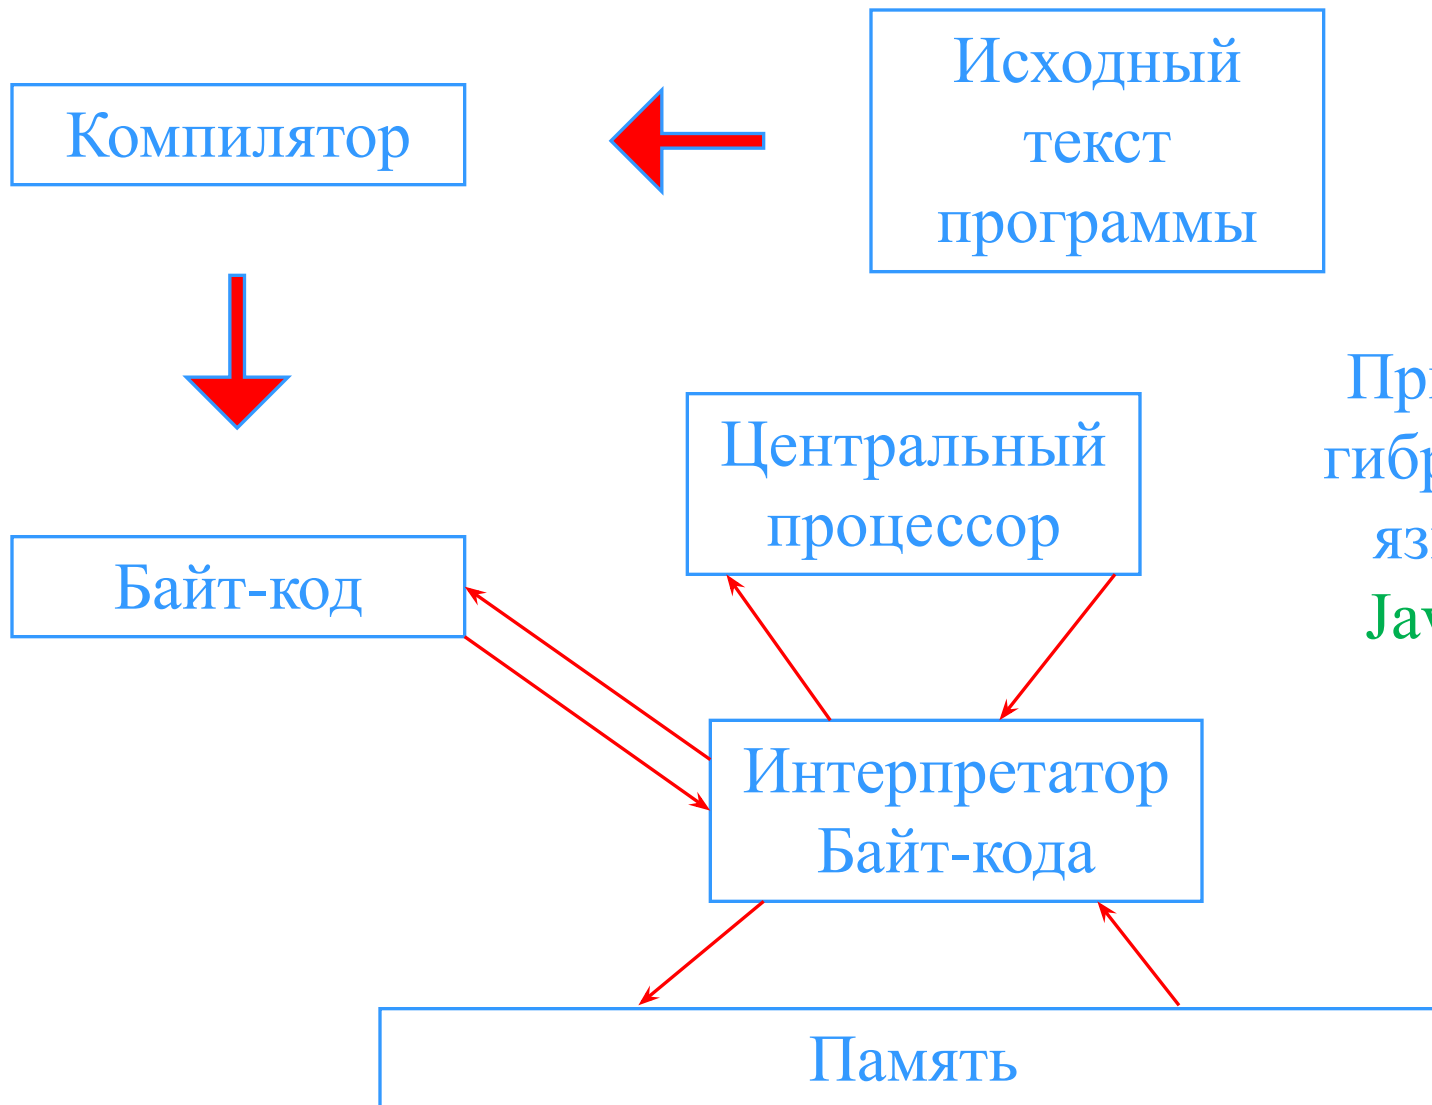 Исходный
текст
программы
Компилятор
Центральный
процессор
Байт-код
Интерпретатор
Байт-кода
Память